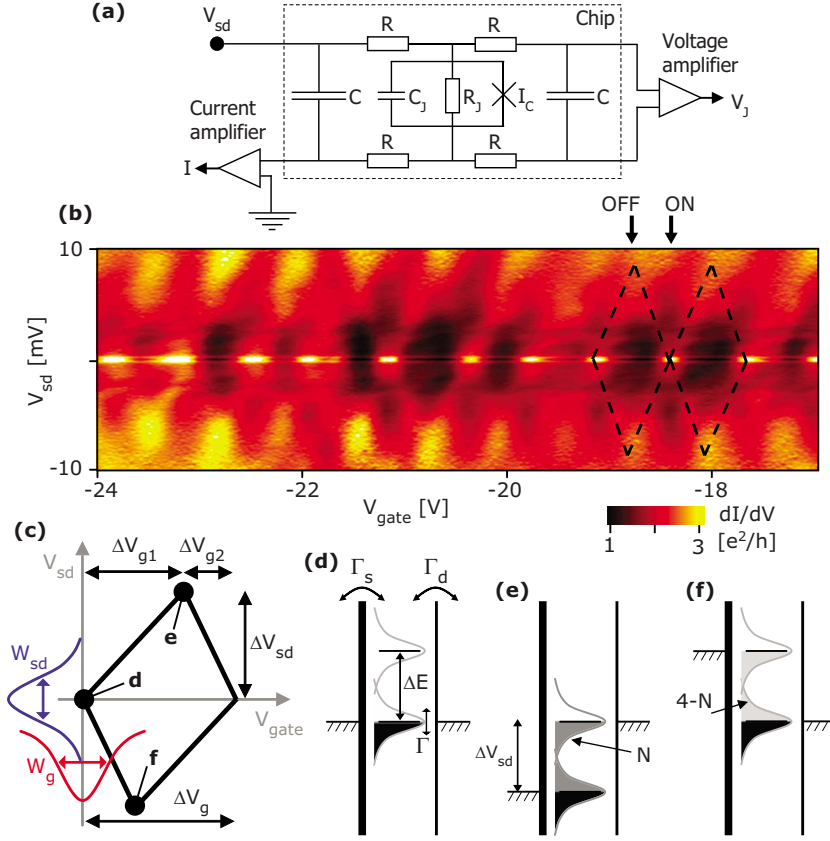 (a)
V_sd
Chip
R R
Voltage amplifier
C C_J R_J I_C C
V_J
Current amplifier
I
R R
(b)
OFF ON
10
V_sd [mV]
-10
-24 -22 -20 -18
V_gate [V]
dI/dV
1 3 [e²/h]
(c)
V_sd
ΔV_g1 ΔV_g2
e
ΔV_sd
W_sd
d
V_gate
W_g
f
ΔV_g
(d)
Γ_s Γ_d
ΔE
Γ
(e)
ΔV_sd
N
(f)
4-N